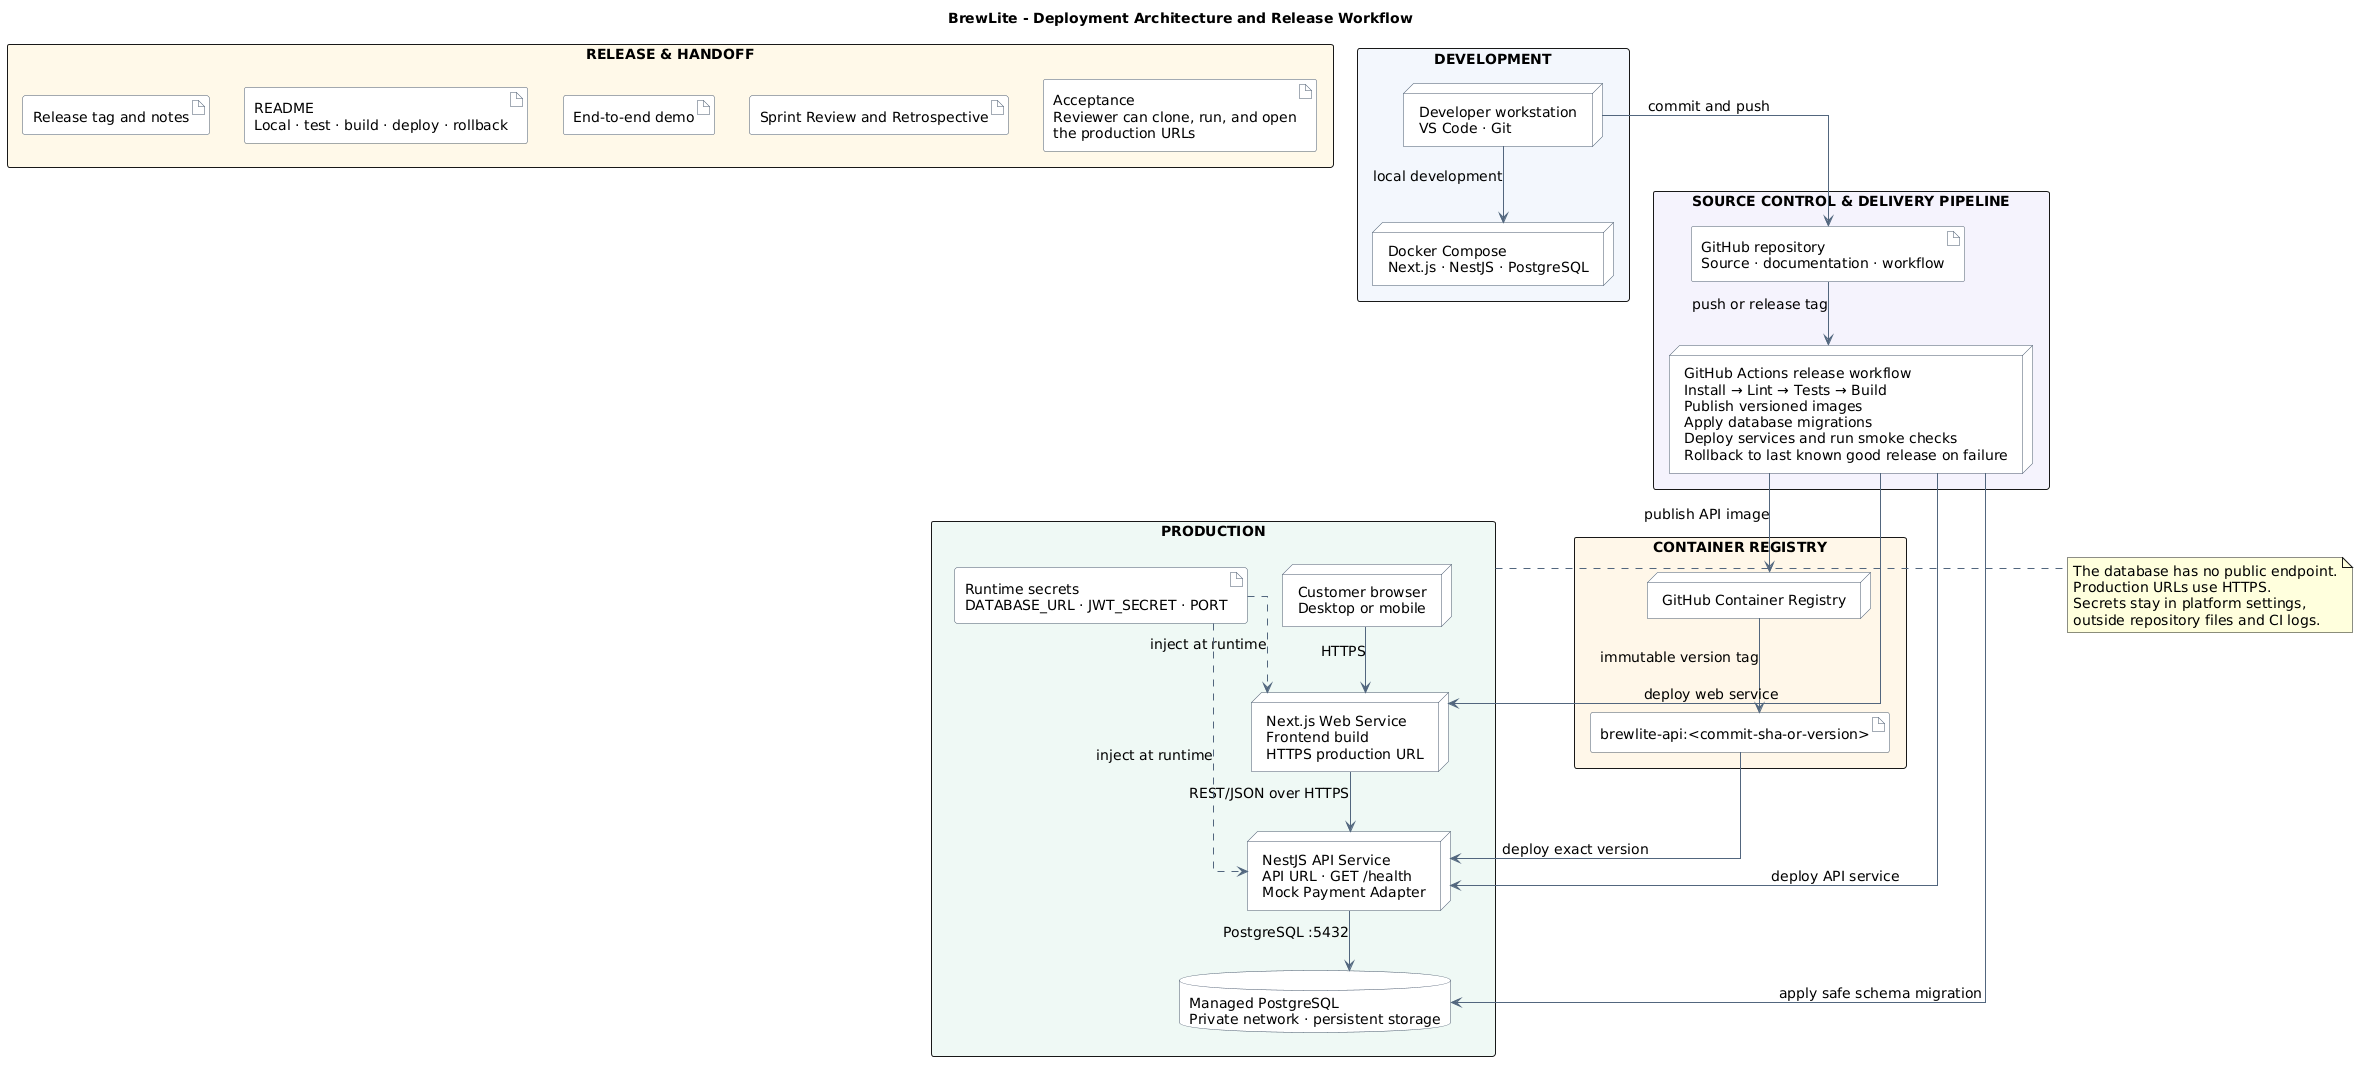 BrewLite - Deployment Architecture and Release Workflow
RELEASE & HANDOFF
Release tag and notes
README
Local · test · build · deploy · rollback
End-to-end demo
Sprint Review and Retrospective
Acceptance
Reviewer can clone, run, and open
the production URLs
DEVELOPMENT
Developer workstation
VS Code · Git
commit and push
local development
Docker Compose
Next.js · NestJS · PostgreSQL
SOURCE CONTROL & DELIVERY PIPELINE
GitHub repository
Source · documentation · workflow
push or release tag
GitHub Actions release workflow
Install → Lint → Tests → Build
Publish versioned images
Apply database migrations
Deploy services and run smoke checks
Rollback to last known good release on failure
publish API image
CONTAINER REGISTRY
GitHub Container Registry
immutable version tag
deploy web service
brewlite-api:<commit-sha-or-version>
The database has no public endpoint.
Production URLs use HTTPS.
Secrets stay in platform settings,
outside repository files and CI logs.
PRODUCTION
Runtime secrets
DATABASE_URL · JWT_SECRET · PORT
Customer browser
Desktop or mobile
inject at runtime
HTTPS
Next.js Web Service
Frontend build
HTTPS production URL
inject at runtime
REST/JSON over HTTPS
NestJS API Service
API URL · GET /health
Mock Payment Adapter
deploy exact version
deploy API service
PostgreSQL :5432
Managed PostgreSQL
Private network · persistent storage
apply safe schema migration